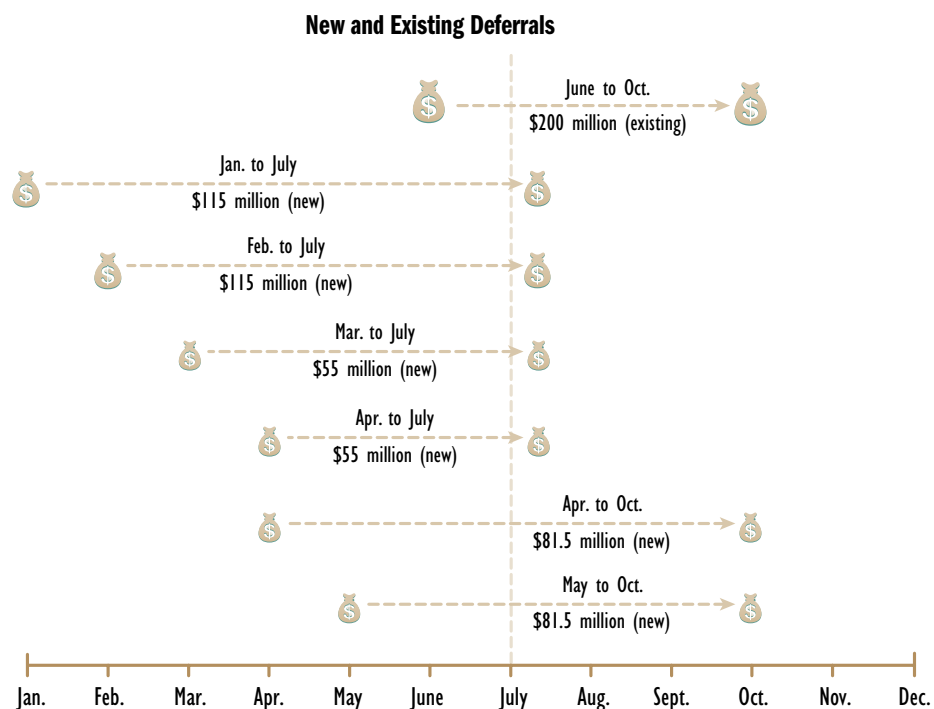 New and Existing Deferrals
June to Oct.
$200 million (existing)
Jan. to July
$115 million (new)
Feb. to July
$115 million (new)
Mar. to July
$55 million (new)
Apr. to July
$55 million (new)
Apr. to Oct.
$81.5 million (new)
May to Oct.
$81.5 million (new)
Jan. Feb. Mar. Apr. May June July Aug. Sept. Oct. Nov. Dec.